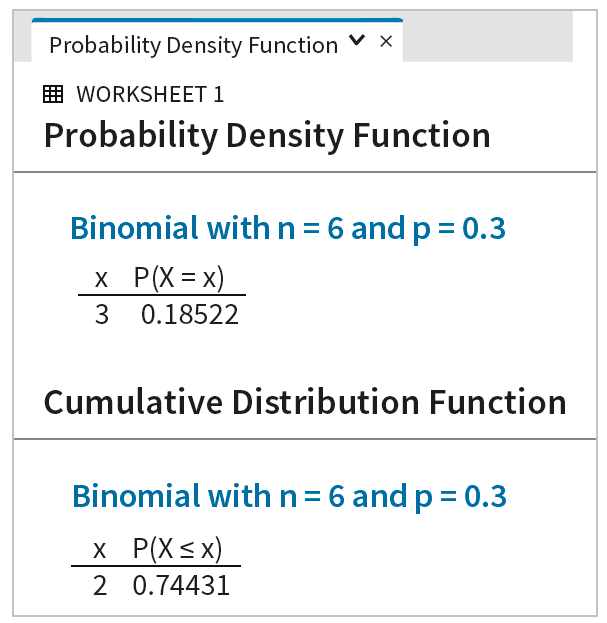 Probability Density Function
WORKSHEET 1
Probability Density Function
Binomial with n = 6 and p = 0.3
x P(X = x)
3 0.18522
Cumulative Distribution Function
Binomial with n = 6 and p = 0.3
x P(X ≤ x)
2 0.74431